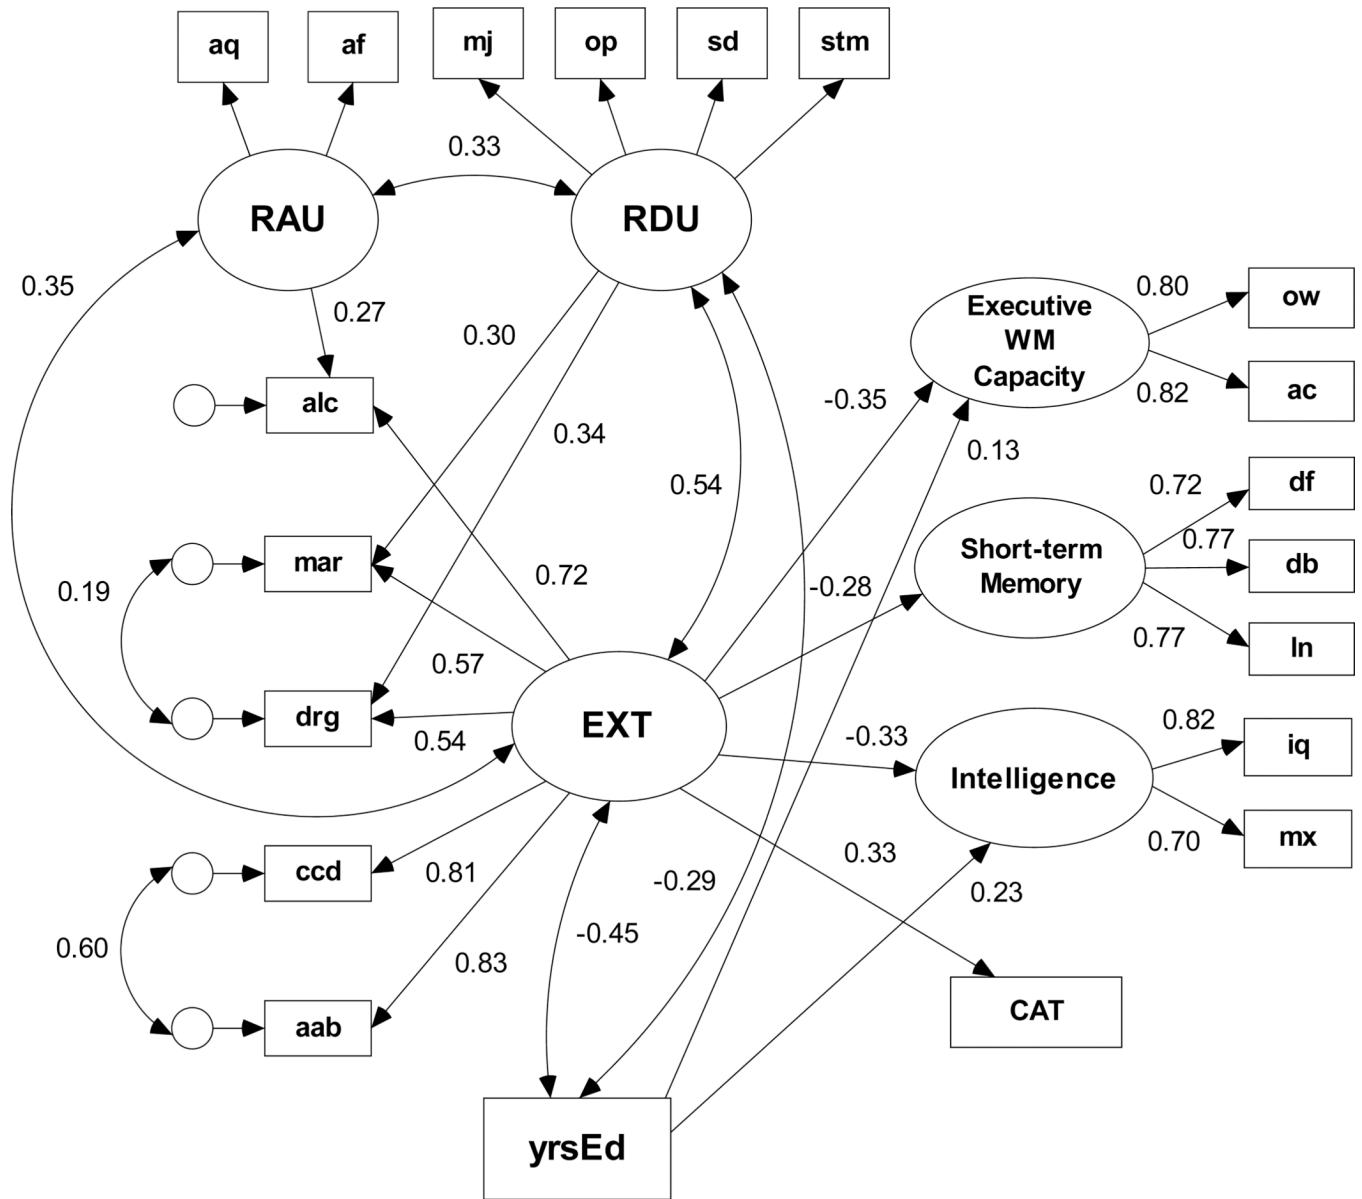 aq
af
mj
op
sd
stm
0.33
RAU
RDU
0.35
0.27
0.30
Executive
WM
Capacity
0.80
ow
0.82
ac
alc
-0.35
0.34
0.13
0.54
0.72
df
Short-term
Memory
0.77
db
0.77
ln
mar
0.19
0.72
-0.28
0.57
drg
0.54
EXT
-0.33
Intelligence
0.82
iq
0.70
mx
ccd
0.81
0.33
-0.29
0.23
0.60
-0.45
0.83
aab
CAT
yrsEd